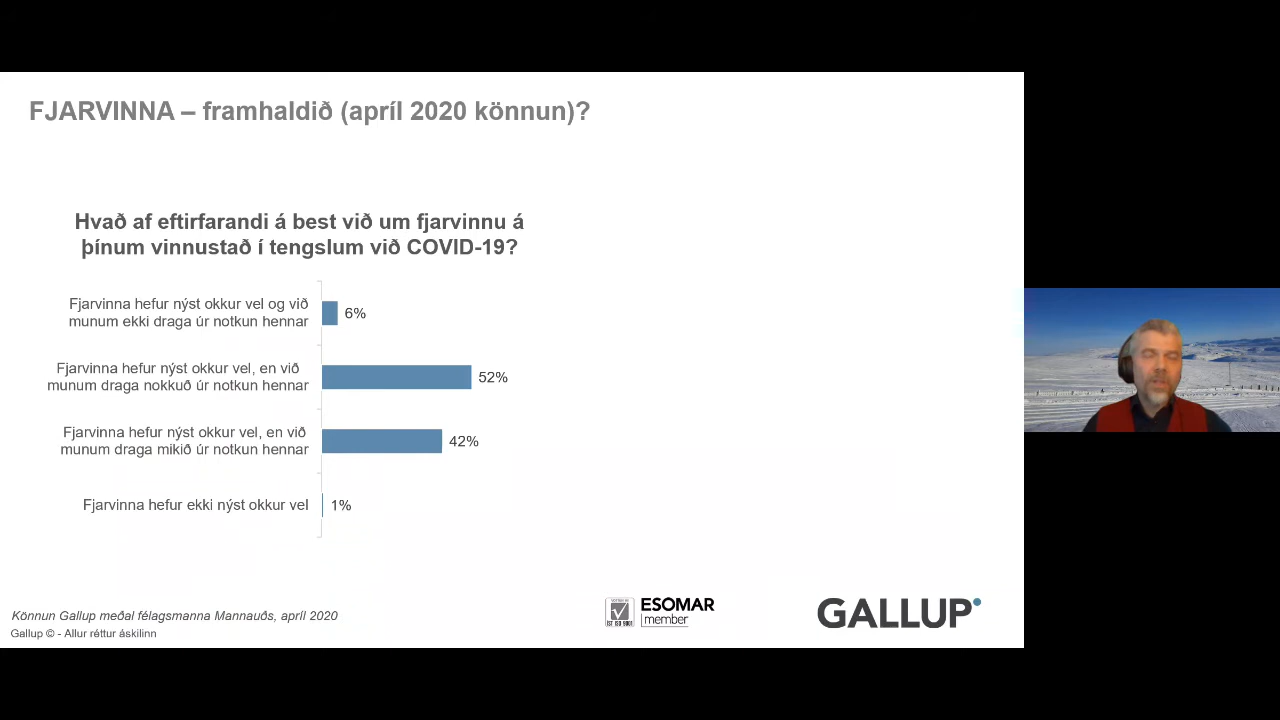 FJARVINNA – framhaldið (apríl 2020 könnun)?
Hvað af eftirfarandi á best við um fjarvinnu á
þínum vinnustað í tengslum við COVID-19?
Fjarvinna hefur nýst okkur vel og við
munum ekki draga úr notkun hennar
6%
Fjarvinna hefur nýst okkur vel, en við
munum draga nokkuð úr notkun hennar
52%
Fjarvinna hefur nýst okkur vel, en við
munum draga mikið úr notkun hennar
42%
Fjarvinna hefur ekki nýst okkur vel
1%
Könnun Gallup meðal félagsmanna Mannauðs, apríl 2020
Gallup © - Allur réttur áskilinn
IST ISO 9001
ESOMAR
member
GALLUP